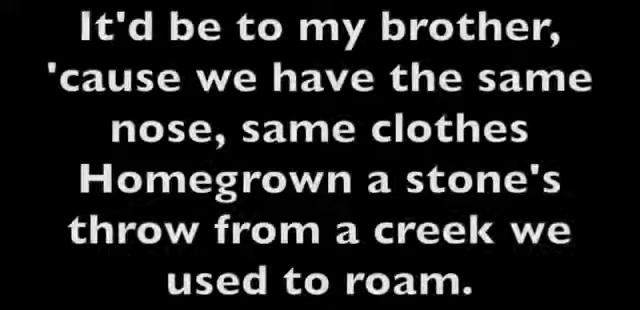 It'd be to my brother,
'cause we have the same
nose, same clothes
Homegrown a stone's
throw from a creek we
used to roam.